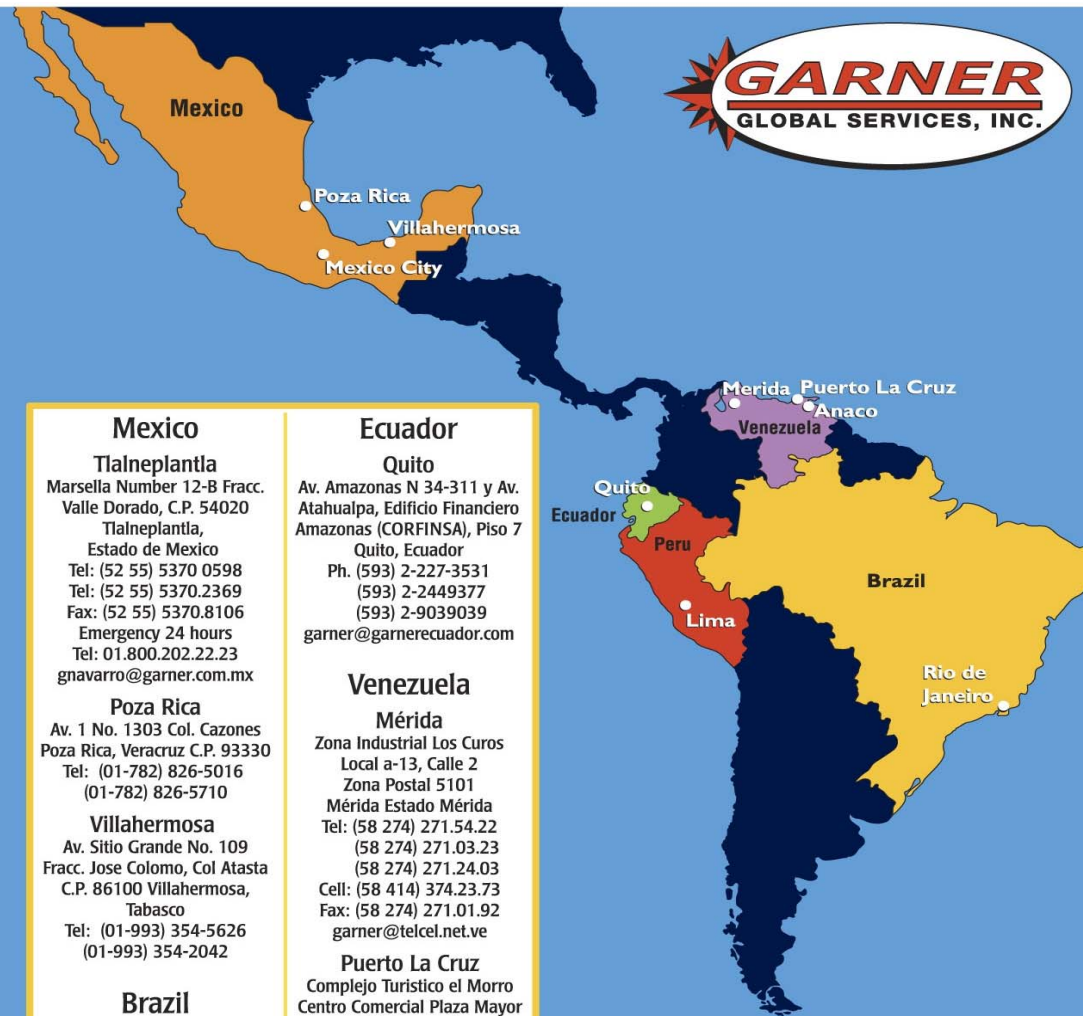 GARNER
GLOBAL SERVICES, INC.
Mexico
Poza Rica
Villahermosa
Mexico City
Merida
Puerto La Cruz
Anaco
Venezuela
Quito
Ecuador
Peru
Lima
Brazil
Rio de
Janeiro
Mexico
Tlalneplantla
Marsella Number 12-B Fracc.
Valle Dorado, C.P. 54020
Tlalneplantla,
Estado de Mexico
Tel: (52 55) 5370 0598
Tel: (52 55) 5370.2369
Fax: (52 55) 5370.8106
Emergency 24 hours
Tel: 01.800.202.22.23
gnavarro@garner.com.mx
Poza Rica
Av. 1 No. 1303 Col. Cazones
Poza Rica, Veracruz C.P. 93330
Tel: (01-782) 826-5016
(01-782) 826-5710
Villahermosa
Av. Sitio Grande No. 109
Fracc. Jose Colomo, Col Atasta
C.P. 86100 Villahermosa,
Tabasco
Tel: (01-993) 354-5626
(01-993) 354-2042
Brazil
Ecuador
Quito
Av. Amazonas N 34-311 y Av.
Atahualpa, Edificio Financiero
Amazonas (CORFINSA), Piso 7
Quito, Ecuador
Ph. (593) 2-227-3531
(593) 2-2449377
(593) 2-9039039
garner@garnerecuador.com
Venezuela
Mérida
Zona Industrial Los Curos
Local a-13, Calle 2
Zona Postal 5101
Mérida Estado Mérida
Tel: (58 274) 271.54.22
(58 274) 271.03.23
(58 274) 271.24.03
Cell: (58 414) 374.23.73
Fax: (58 274) 271.01.92
garner@telcel.net.ve
Puerto La Cruz
Complejo Turistico el Morro
Centro Comercial Plaza Mayor